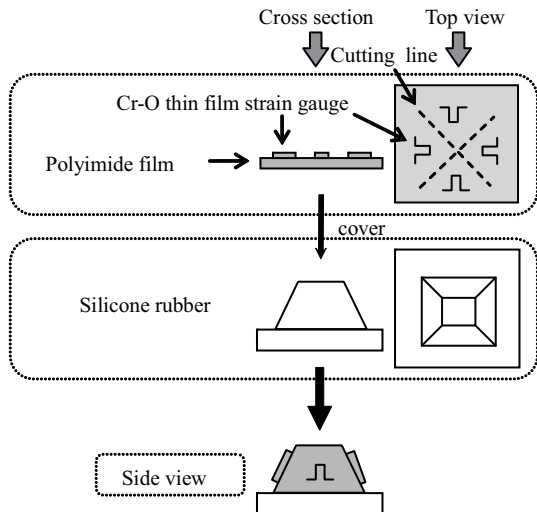 Cross section
Top view
Cutting line
Cr-O thin film strain gauge
Polyimide film
cover
Silicone rubber
Side view